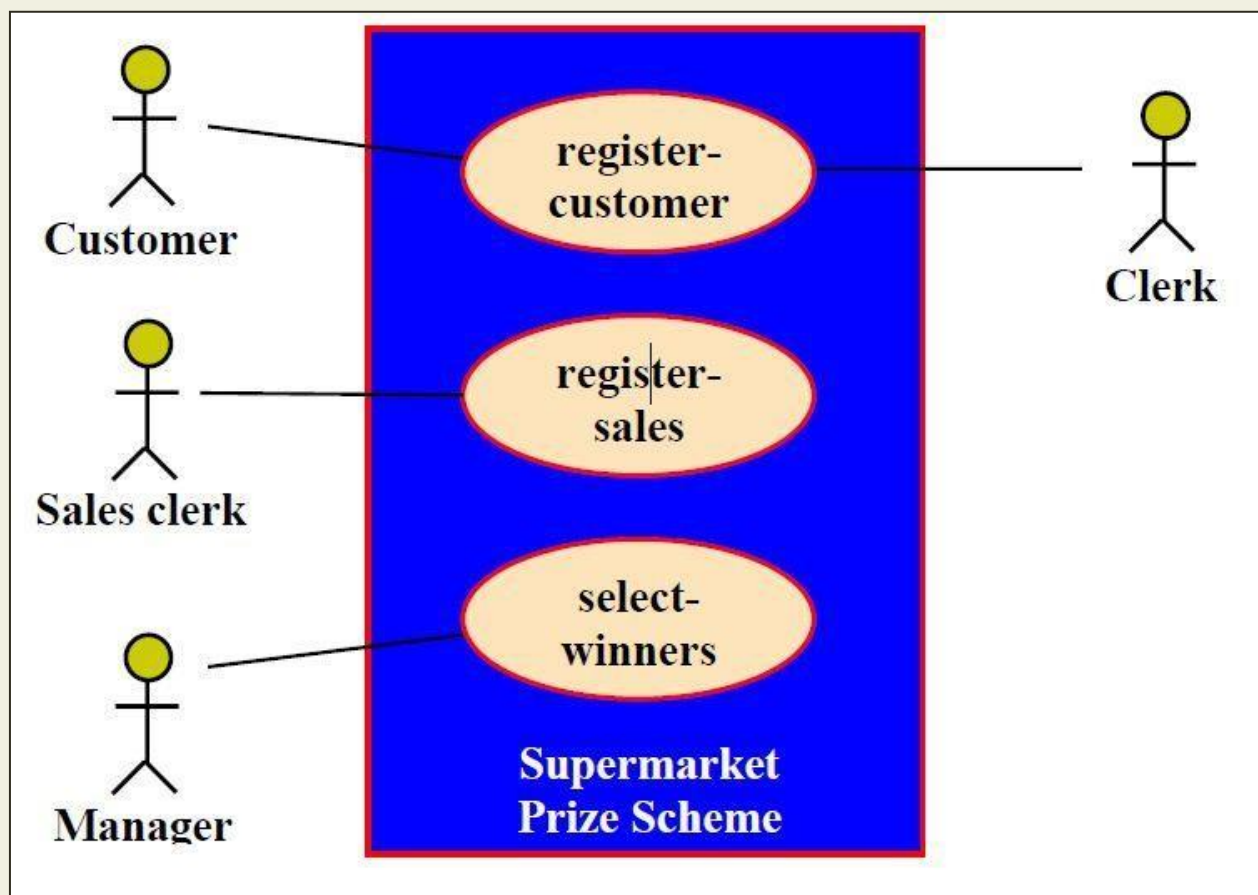 Customer
register-
customer
Clerk
Sales clerk
register-
sales
Manager
select-
winners
Supermarket
Prize Scheme